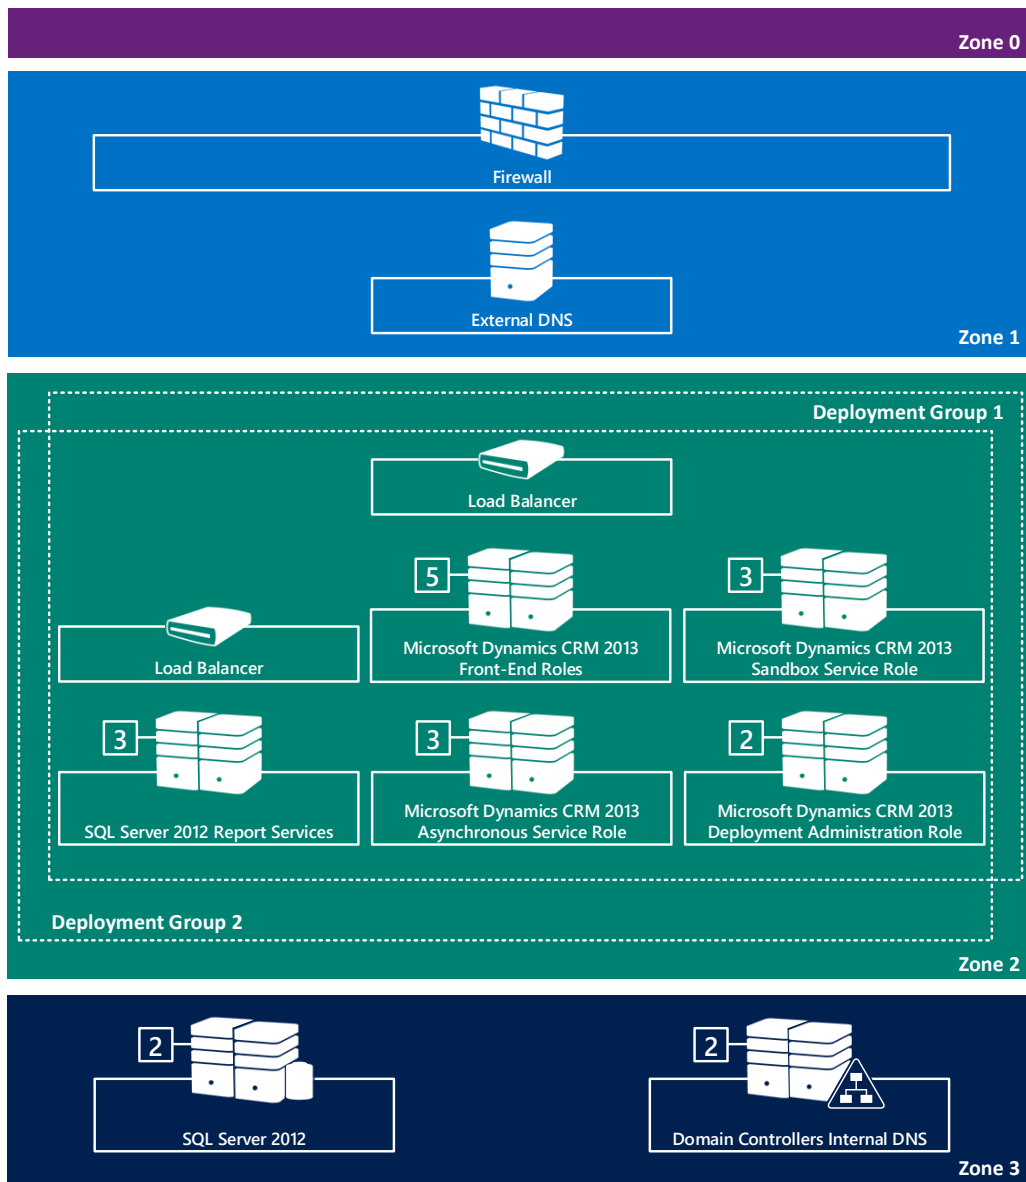 Zone 0
Firewall
External DNS
Zone 1
Deployment Group 1
Load Balancer
5
3
Load Balancer
Microsoft Dynamics CRM 2013
Front-End Roles
Microsoft Dynamics CRM 2013
Sandbox Service Role
3
3
2
SQL Server 2012 Report Services
Microsoft Dynamics CRM 2013
Asynchronous Service Role
Microsoft Dynamics CRM 2013
Deployment Administration Role
Deployment Group 2
Zone 2
2
2
SQL Server 2012
Domain Controllers Internal DNS
Zone 3